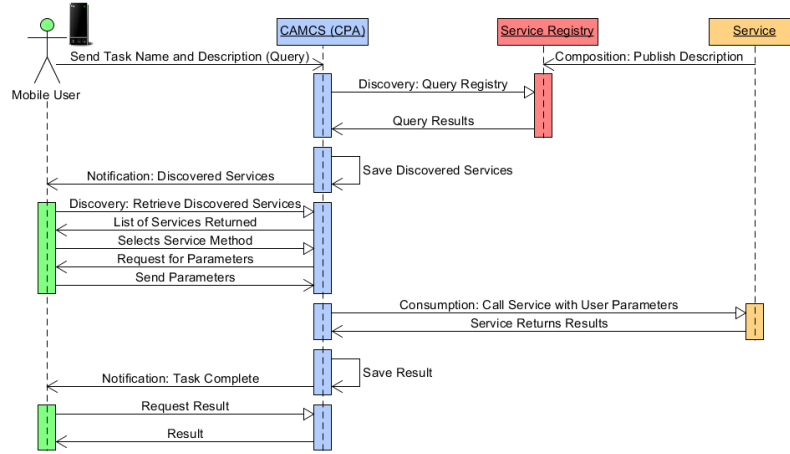 CAMCS (CPA)
Service Registry
Service
Send Task Name and Description (Query)
Composition: Publish Description
Mobile User
Discovery: Query Registry
Query Results
Save Discovered Services
Notification: Discovered Services
Discovery: Retrieve Discovered Services
List of Services Returned
Selects Service Method
Request for Parameters
Send Parameters
Consumption: Call Service with User Parameters
Service Returns Results
Save Result
Notification: Task Complete
Request Result
Result